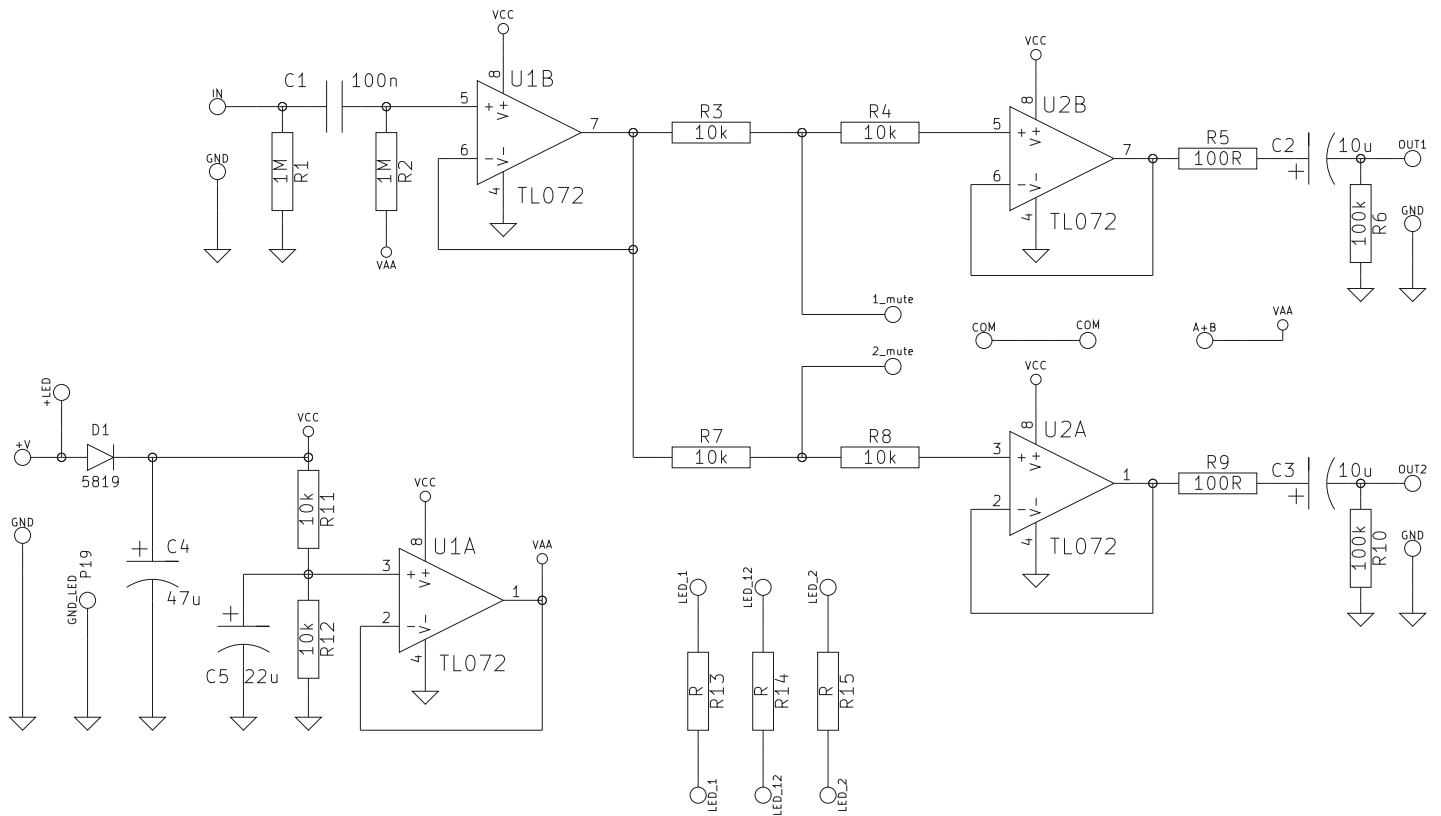 VCC
C1 100n
8
U1B
IN
5
+
V+
7
6
−
V-
4
TL072
GND
1M
R1
1M
R2
VAA
R3
10k
R4
10k
VCC
8
U2B
5
+
V+
7
6
−
V-
4
TL072
R5
100R
C2
+
10u
OUT1
100k
R6
GND
1_mute
2_mute
COM
COM
A+B
VAA
VCC
8
U2A
3
+
V+
1
2
−
V-
4
TL072
R7
10k
R8
10k
R9
100R
C3
+
10u
OUT2
100k
R10
GND
+LED
+V
D1
5819
VCC
10k
R11
GND
GND_LED
P19
+
C4
47u
+
C5 22u
10k
R12
VCC
8
U1A
3
+
V+
1
2
−
V-
4
TL072
VAA
LED_1
LED_12
LED_2
R
R13
R
R14
R
R15
LED_1
LED_12
LED_2